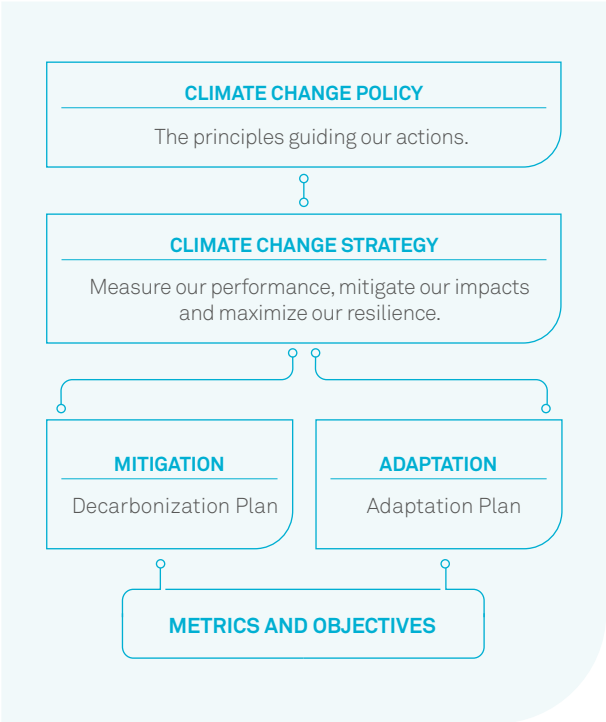 CLIMATE CHANGE POLICY
The principles guiding our actions.
CLIMATE CHANGE STRATEGY
Measure our performance, mitigate our impacts
and maximize our resilience.
MITIGATION
Decarbonization Plan
ADAPTATION
Adaptation Plan
METRICS AND OBJECTIVES